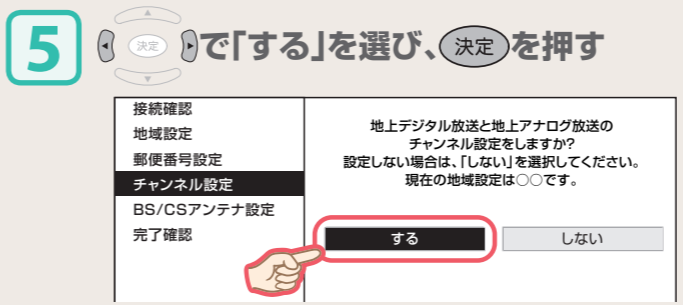 5 決定 で「する」を選び、決定を押す
接続確認
地域設定
郵便番号設定
チャンネル設定
BS/CSアンテナ設定
完了確認
地上デジタル放送と地上アナログ放送の
チャンネル設定をしますか?
設定しない場合は、「しない」を選択してください。
現在の地域設定は○○です。
する
しない